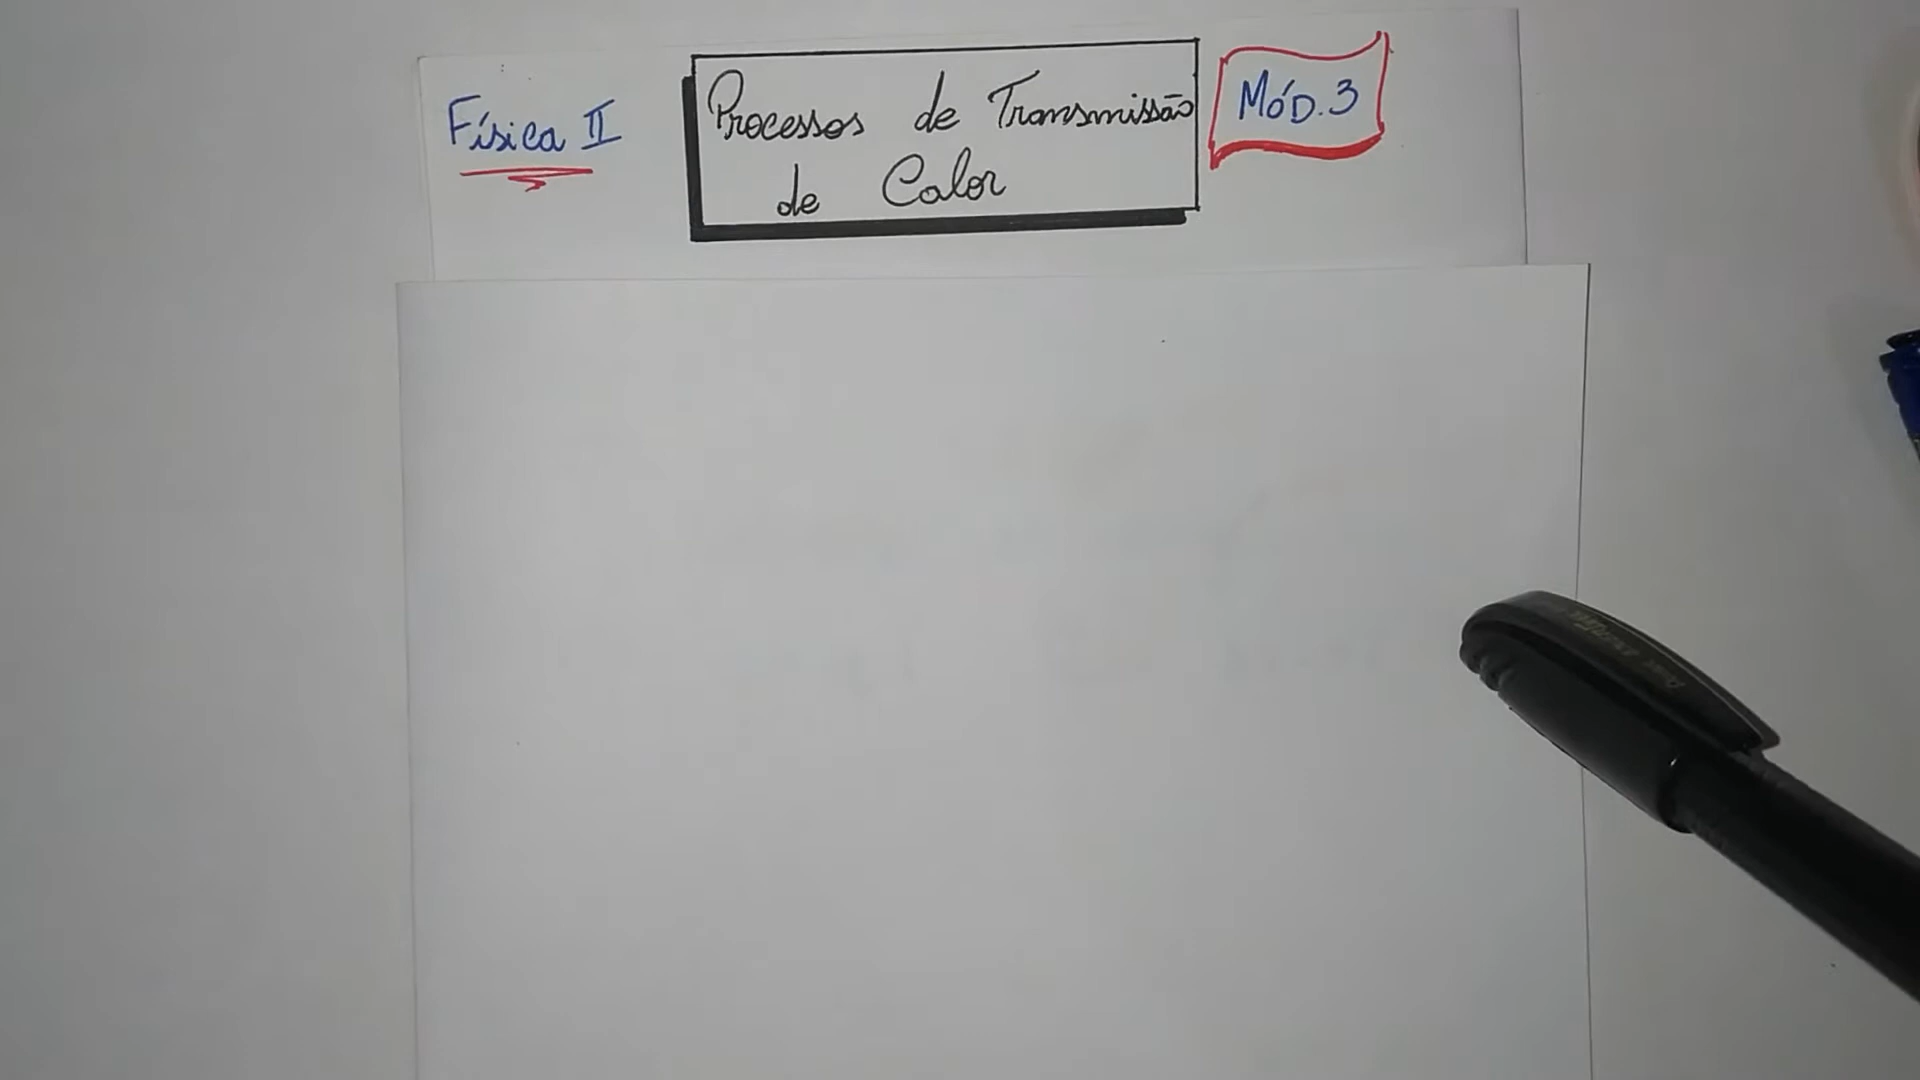 Física II
Processos de Transmissão
de Calor
MÓD.3